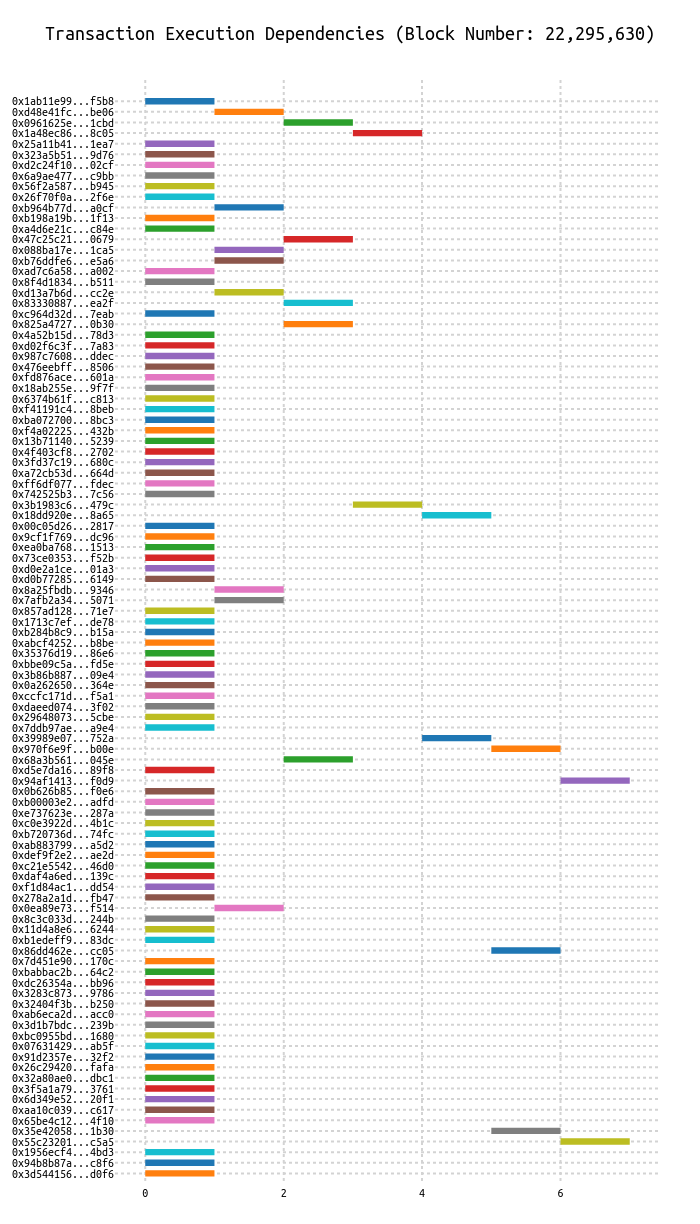 Transaction Execution Dependencies (Block Number: 22,295,630)
0x1ab11e99...f5b8
0xd48e41fc...be06
0x0961625e...1cbd
0x1a48ec86...8c05
0x25a11b41...1ea7
0x323a5b51...9d76
0xd2c24f10...02cf
0x6a9ae477...c9bb
0x56f2a587...b945
0x26f70f0a...2f6e
0xb964b77d...a0cf
0xb198a19b...1f13
0xa4d6e21c...c84e
0x47c25c21...0679
0x088ba17e...1ca5
0xb76ddfe6...e5a6
0xad7c6a58...a002
0x8f4d1834...b511
0xd13a7b6d...cc2e
0x83330887...ea2f
0xc964d32d...7eab
0x825a4727...0b30
0x4a52b15d...78d3
0xd02f6c3f...7a83
0x987c7608...ddec
0x476eebff...8506
0xfd876ace...601a
0x18ab255e...9f7f
0x6374b61f...c813
0xf41191c4...8beb
0xba072700...8bc3
0xf4a02225...432b
0x13b71140...5239
0x4f403cf8...2702
0x3fd37c19...680c
0xa72cb53d...664d
0xff6df077...fdec
0x742525b3...7c56
0x3b1983c6...479c
0x18dd920e...8a65
0x00c05d26...2817
0x9cf1f769...dc96
0xea0ba768...1513
0x73ce0353...f52b
0xd0e2a1ce...01a3
0xd0b77285...6149
0x8a25fbdb...9346
0x7afb2a34...5071
0x857ad128...71e7
0x1713c7ef...de78
0xb284b8c9...b15a
0xabcf4252...b8be
0x35376d19...86e6
0xbbe09c5a...fd5e
0x3b86b887...09e4
0x0a262650...364e
0xccfc171d...f5a1
0xdaeed074...3f02
0x29648073...5cbe
0x7ddb97ae...a9e4
0x39989e07...752a
0x970f6e9f...b00e
0x68a3b561...045e
0xd5e7da16...89f8
0x94af1413...f0d9
0x0b626b85...f0e6
0xb00003e2...adfd
0xe737623e...287a
0xc0e3922d...4b1c
0xb720736d...74fc
0xab883799...a5d2
0xdef9f2e2...ae2d
0xc21e5542...46d0
0xdaf4a6ed...139c
0xf1d84ac1...dd54
0x278a2a1d...fb47
0x0ea89e73...f514
0x8c3c033d...244b
0x11d4a8e6...6244
0xb1edeff9...83dc
0x86dd462e...cc05
0x7d451e90...170c
0xbabbac2b...64c2
0xdc26354a...bb96
0x3283c873...9786
0x32404f3b...b250
0xab6eca2d...acc0
0x3d1b7bdc...239b
0xbc0955bd...1680
0x07631429...ab5f
0x91d2357e...32f2
0x26c29420...fafa
0x32a80ae0...dbc1
0x3f5a1a79...3761
0x6d349e52...20f1
0xaa10c039...c617
0x65be4c12...4f10
0x35e42058...1b30
0x55c23201...c5a5
0x1956ecf4...4bd3
0x94b8b87a...c8f6
0x3d544156...d0f6
0 2 4 6